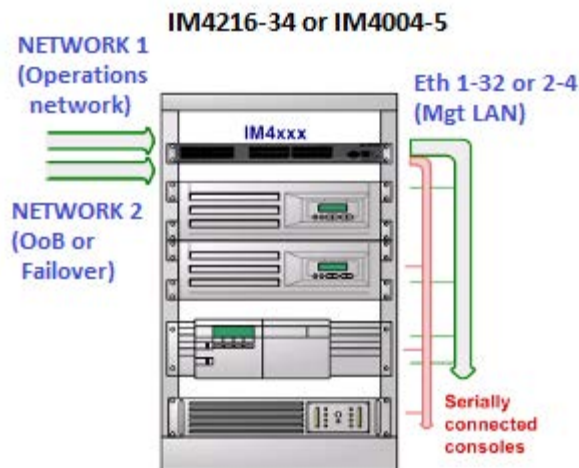 IM4216-34 or IM4004-5
NETWORK 1
(Operations
network)
Eth 1-32 or 2-4
(Mgt LAN)
IM4xxx
NETWORK 2
(OoB or
Failover)
Serially
connected
consoles